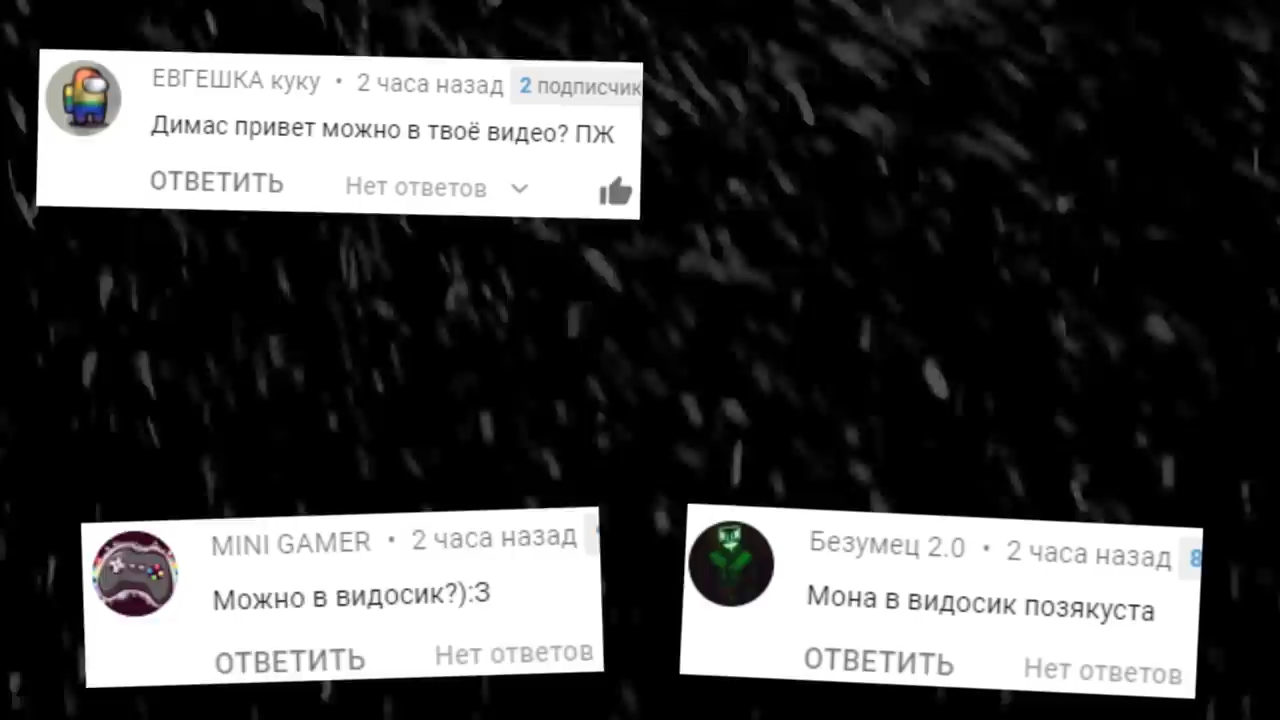 ЕВГЕШКА куку • 2 часа назад 2 подписчик
Димас привет можно в твоё видео? ПЖ
ОТВЕТИТЬ Нет ответов
MINI GAMER • 2 часа назад
Можно в видосик?):З
ОТВЕТИТЬ Нет ответов
Безумец 2.0 • 2 часа назад 8
Мона в видосик позякуста
ОТВЕТИТЬ Нет ответов